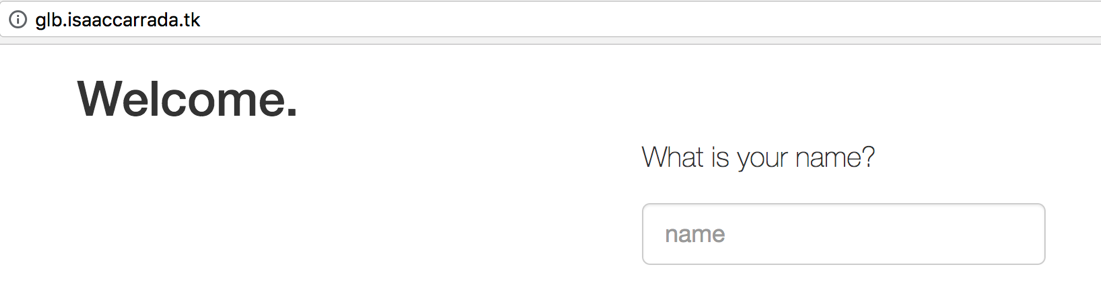 glb.isaaccarrada.tk
Welcome.
What is your name?
name